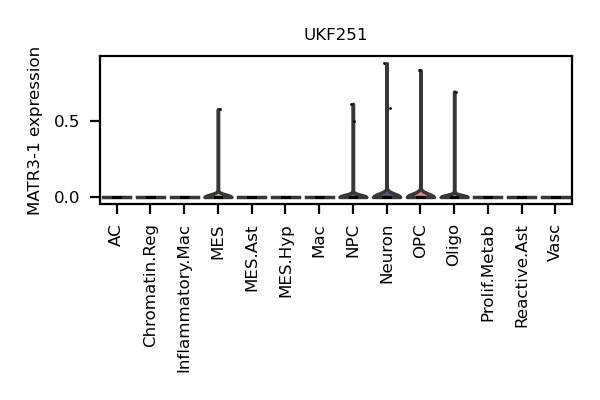 UKF251
MATR3-1 expression
0.5
0.0
AC
Chromatin.Reg
Inflammatory.Mac
MES
MES.Ast
MES.Hyp
Mac
NPC
Neuron
OPC
Oligo
Prolif.Metab
Reactive.Ast
Vasc